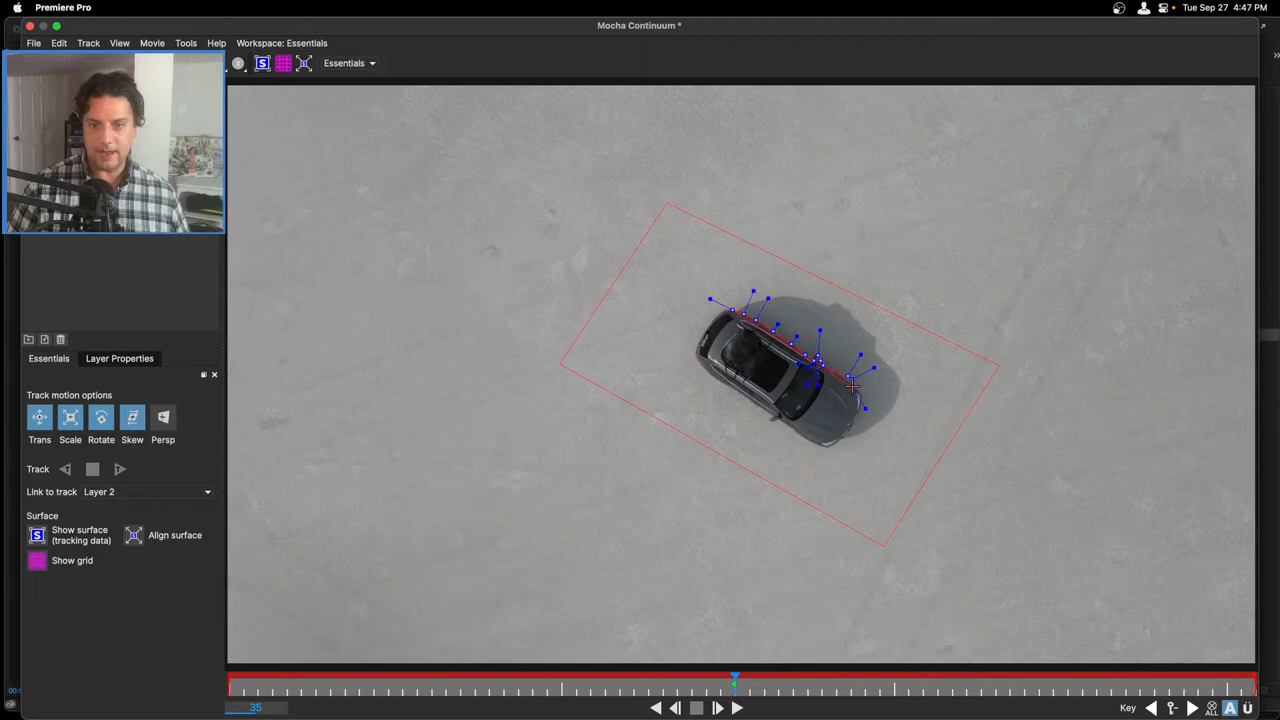 Premiere Pro
Tue Sep 27 4:47 PM
Mocha Continuum *
File Edit Track View Movie Tools Help Workspace: Essentials
Essentials
Essentials Layer Properties
Track motion options
Trans Scale Rotate Skew Persp
Track
Link to track Layer 2
Surface
Show surface
(tracking data)
Align surface
Show grid
35
Key
ALL
A
Ü